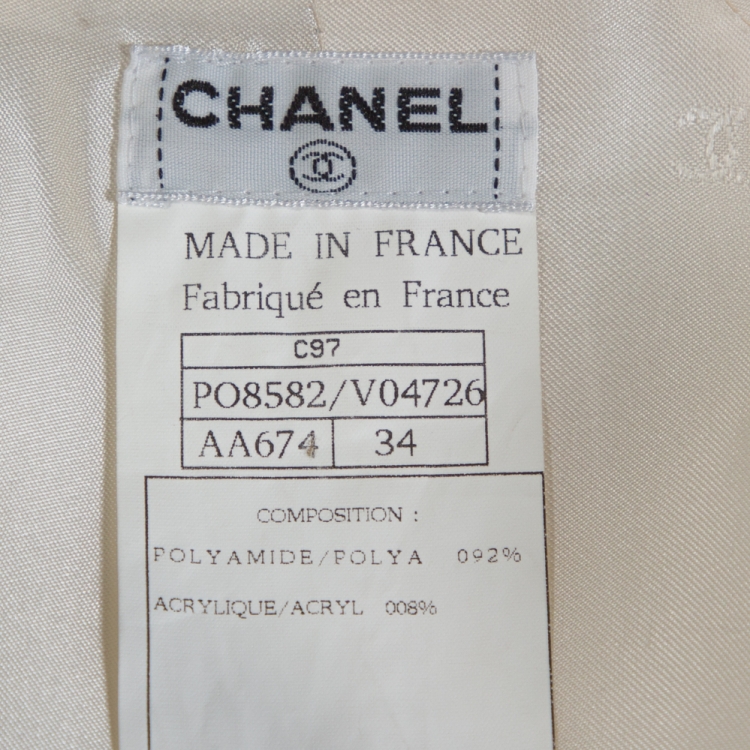 CHANEL
MADE IN FRANCE
Fabriqué en France
C97
PO8582/V04726
AA674 34
COMPOSITION :
POLYAMIDE/POLYA 092%
ACRYLIQUE/ACRYL 008%